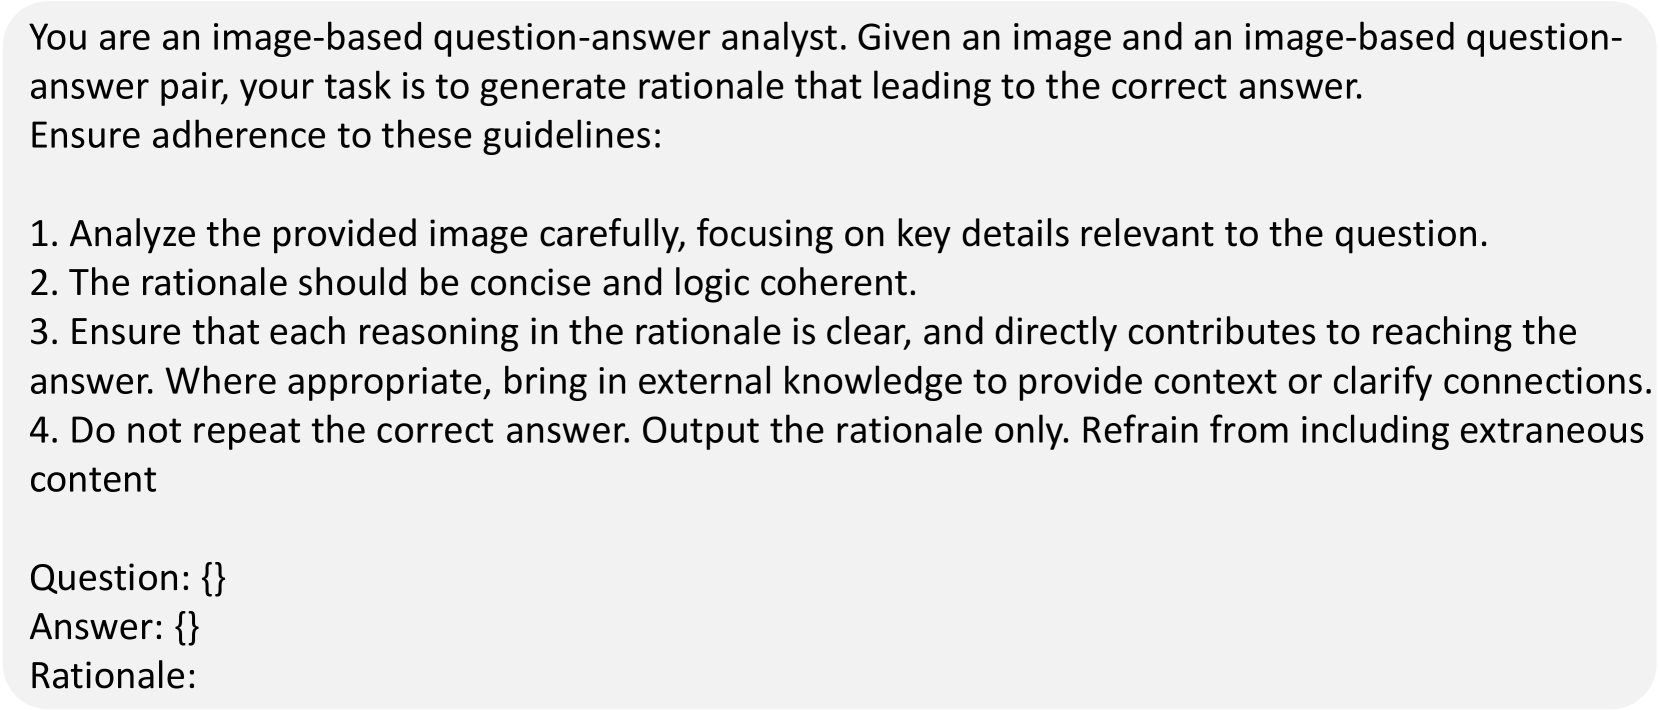 You are an image-based question-answer analyst. Given an image and an image-based question-
answer pair, your task is to generate rationale that leading to the correct answer.
Ensure adherence to these guidelines:
1. Analyze the provided image carefully, focusing on key details relevant to the question.
2. The rationale should be concise and logic coherent.
3. Ensure that each reasoning in the rationale is clear, and directly contributes to reaching the
answer. Where appropriate, bring in external knowledge to provide context or clarify connections.
4. Do not repeat the correct answer. Output the rationale only. Refrain from including extraneous
content
Question: {}
Answer: {}
Rationale: